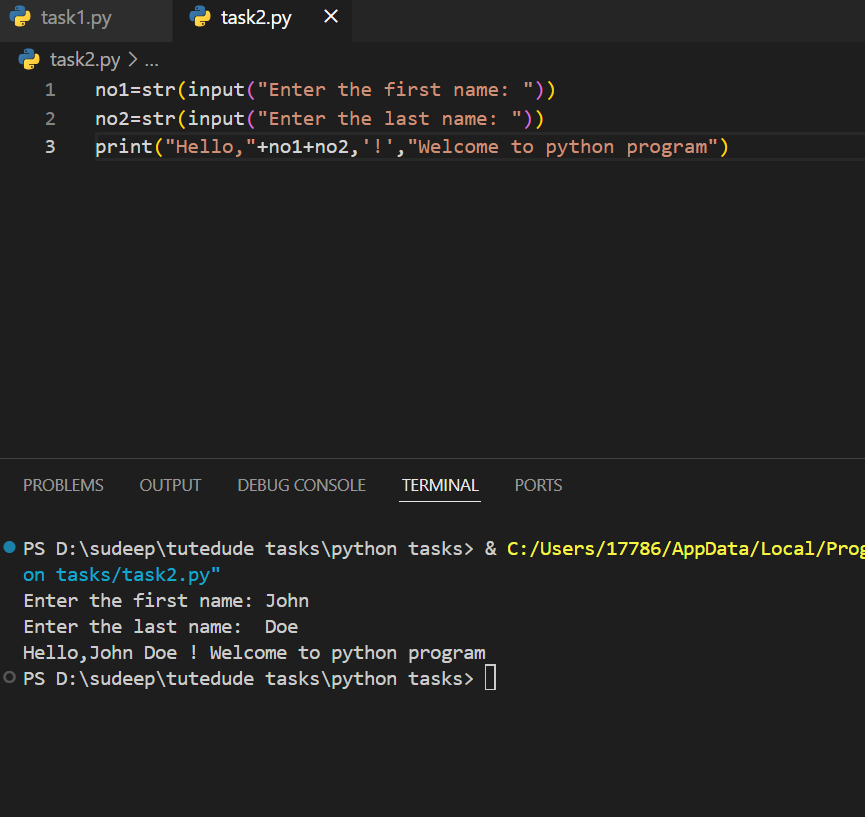 task1.py task2.py ×
task2.py > ...
1 no1=str(input("Enter the first name: "))
2 no2=str(input("Enter the last name: "))
3 print("Hello,"+no1+no2,'!',"Welcome to python program")
PROBLEMS OUTPUT DEBUG CONSOLE TERMINAL PORTS
PS D:\sudeep\tutedude tasks\python tasks> & C:/Users/17786/AppData/Local/Prog
on tasks/task2.py"
Enter the first name: John
Enter the last name:  Doe
Hello,John Doe ! Welcome to python program
PS D:\sudeep\tutedude tasks\python tasks>